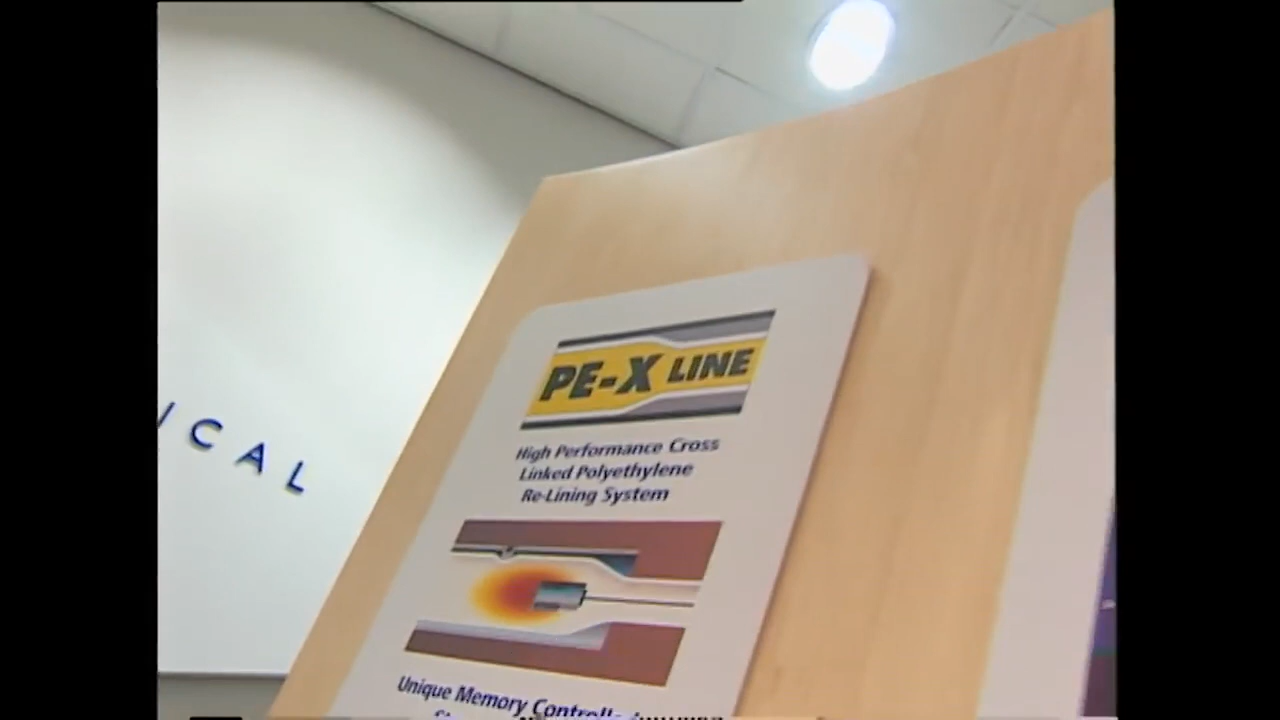 ICAL
PE-X LINE
High Performance Cross
Linked Polyethylene
Re-Lining System
Unique Memory